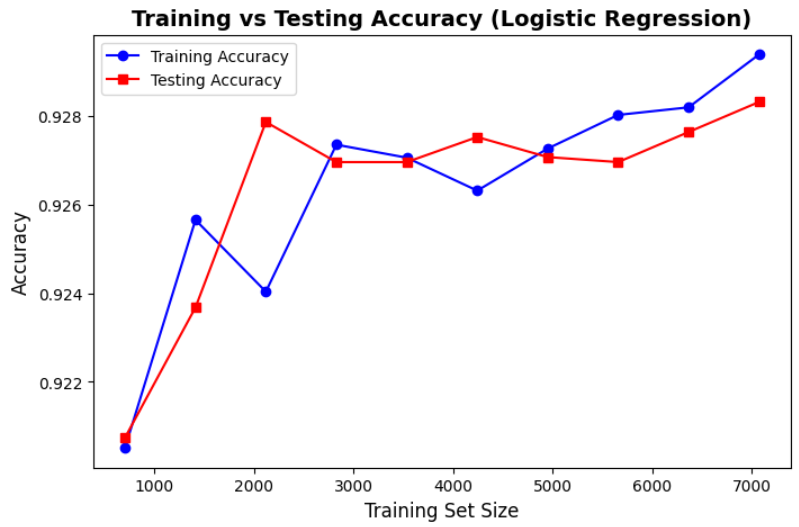 Training vs Testing Accuracy (Logistic Regression)
Training Accuracy
Testing Accuracy
0.928
0.926
0.924
0.922
Accuracy
1000 2000 3000 4000 5000 6000 7000
Training Set Size